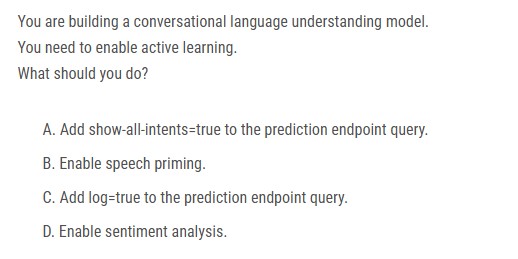 You are building a conversational language understanding model.
You need to enable active learning.
What should you do?
A. Add show-all-intents=true to the prediction endpoint query.
B. Enable speech priming.
C. Add log=true to the prediction endpoint query.
D. Enable sentiment analysis.